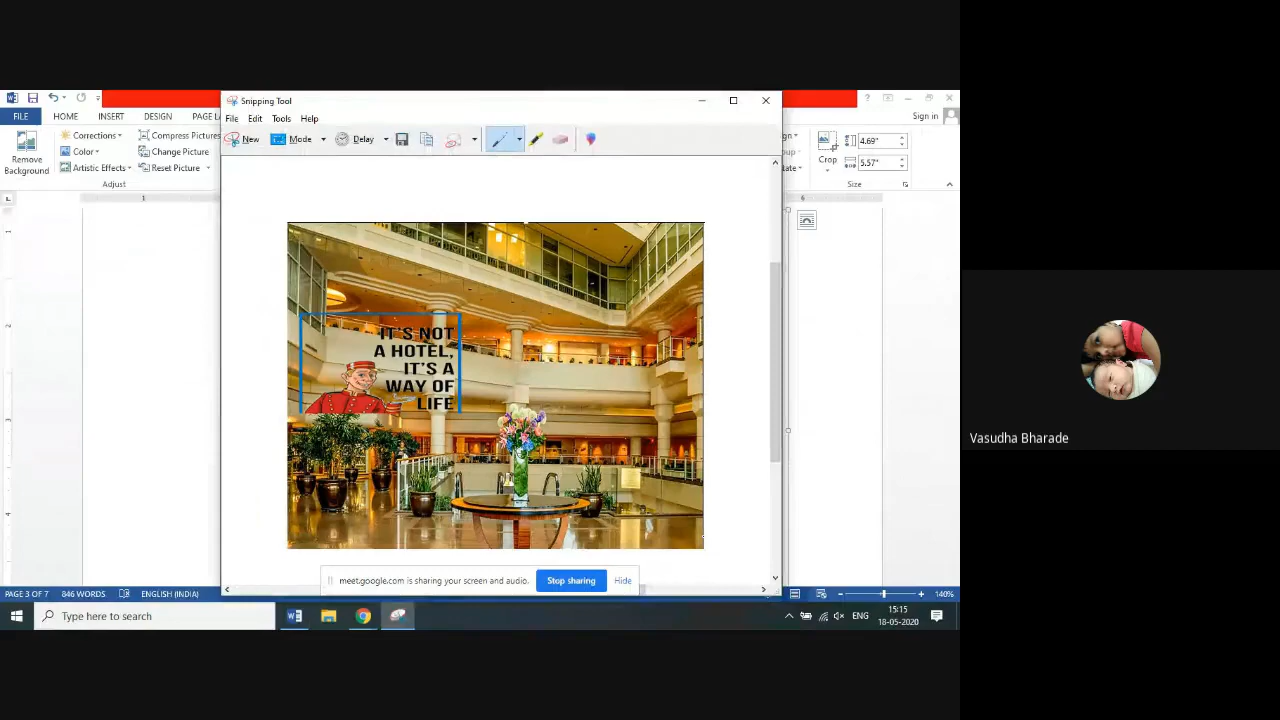 Snipping Tool
Sign in
FILE HOME INSERT DESIGN PAGE
File Edit Tools Help
New Mode Delay
Remove Background
Corrections
Color
Artistic Effects
Compress Pictures
Change Picture
Reset Picture
Adjust
Crop
4.69"
5.57"
Size
IT'S NOT
A HOTEL,
IT'S A
WAY OF
LIFE
Vasudha Bharade
meet.google.com is sharing your screen and audio.
Stop sharing
Hide
PAGE 3 OF 7 846 WORDS ENGLISH (INDIA)
140%
Type here to search
ENG
15:15
18-05-2020